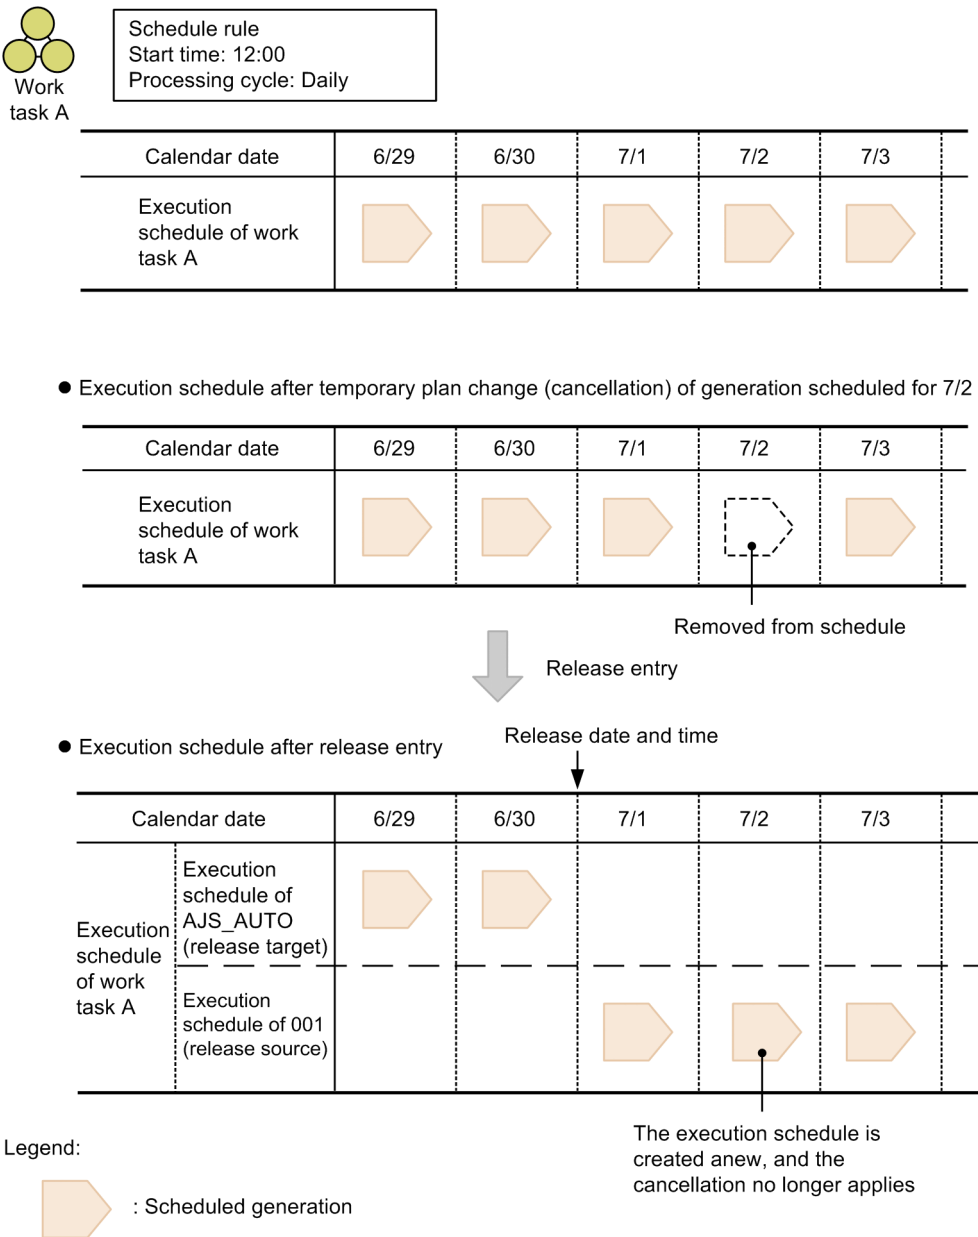 Work
task A
Schedule rule
Start time: 12:00
Processing cycle: Daily
Calendar date 6/29 6/30 7/1 7/2 7/3
Execution
schedule of work
task A
● Execution schedule after temporary plan change (cancellation) of generation scheduled for 7/2
Calendar date 6/29 6/30 7/1 7/2 7/3
Execution
schedule of work
task A
Removed from schedule
Release entry
● Execution schedule after release entry
Release date and time
Calendar date 6/29 6/30 7/1 7/2 7/3
Execution
schedule
of work
task A
Execution
schedule of
AJS_AUTO
(release target)
Execution
schedule of 001
(release source)
The execution schedule is
created anew, and the
cancellation no longer applies
Legend:
: Scheduled generation